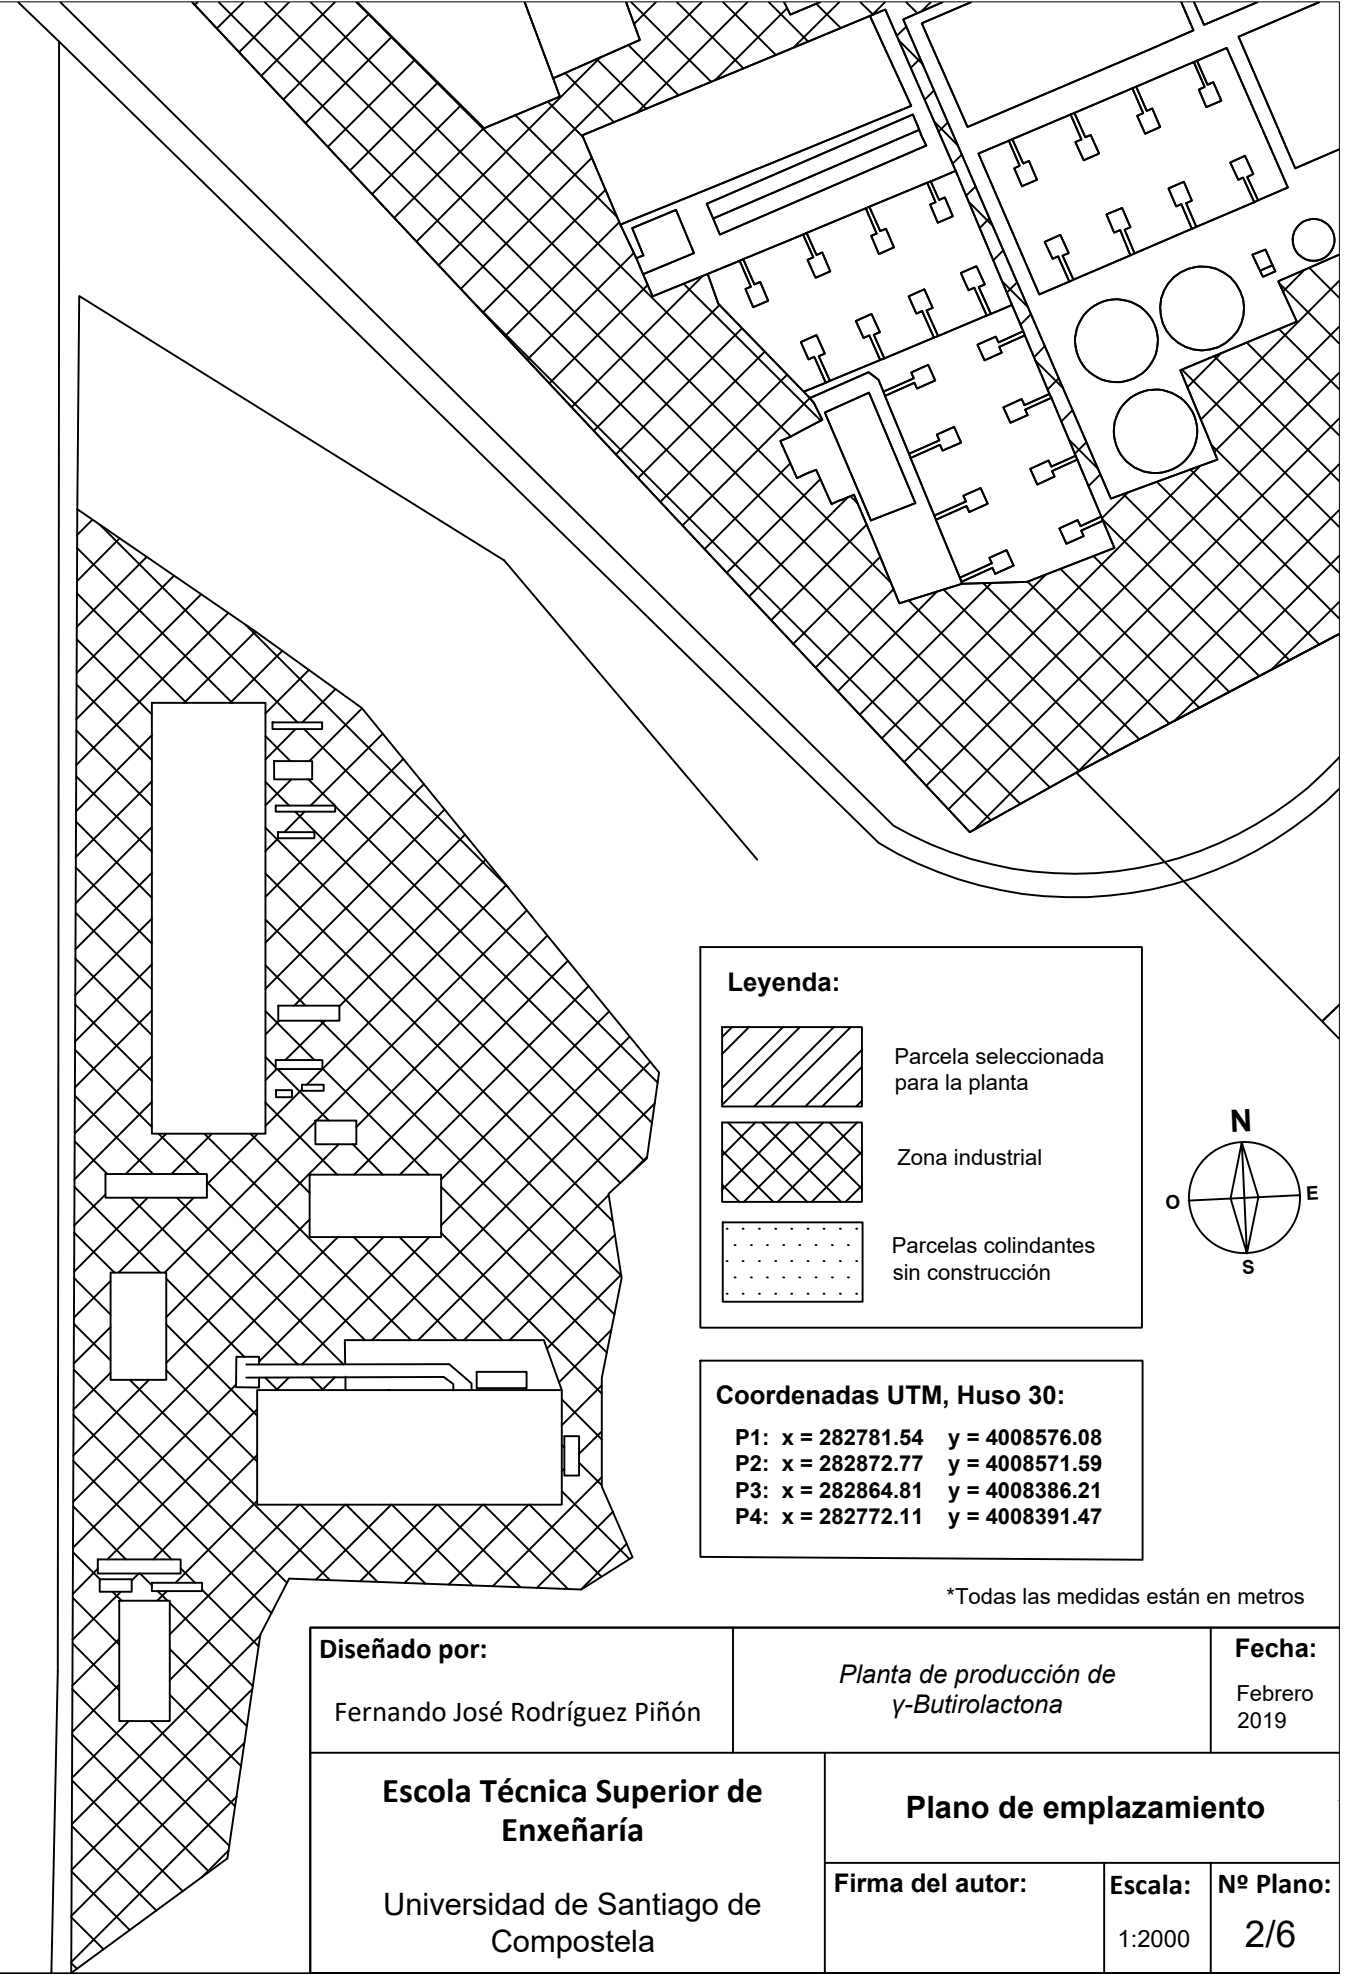 Leyenda:
Parcela seleccionada
para la planta
Zona industrial
Parcelas colindantes
sin construcción
N
O
E
S
Coordenadas UTM, Huso 30:
P1: x = 282781.54 y = 4008576.08
P2: x = 282872.77 y = 4008571.59
P3: x = 282864.81 y = 4008386.21
P4: x = 282772.11 y = 4008391.47
*Todas las medidas están en metros
Diseñado por:
Fernando José Rodríguez Piñón
Planta de producción de
γ-Butirolactona
Fecha:
Febrero
2019
Escola Técnica Superior de
Enxeñaría
Universidad de Santiago de
Compostela
Plano de emplazamiento
Firma del autor:
Escala:
1:2000
Nº Plano:
2/6